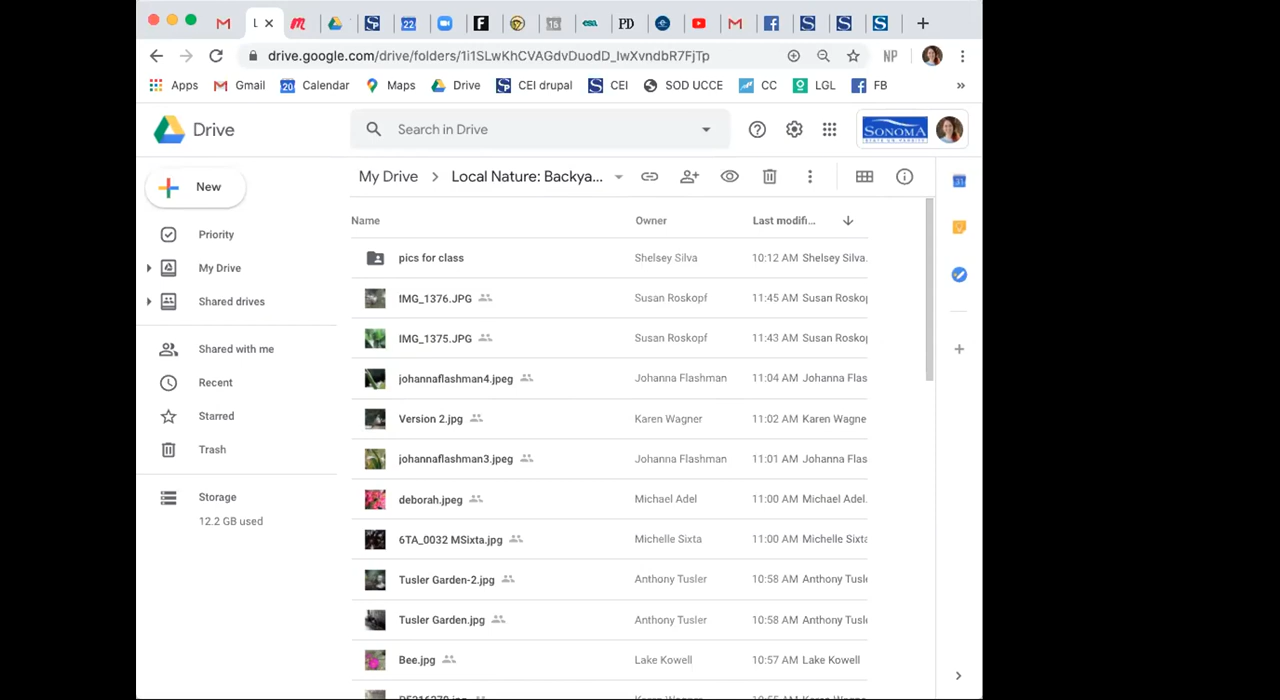 L
22
F
16
esa
PD
S
S
S
drive.google.com/drive/folders/1i1SLwKhCVAGdvDuodD_IwXvndbR7FjTp
NP
Apps Gmail Calendar Maps Drive CEI drupal CEI SOD UCCE CC LGL FB »
Drive
Search in Drive
SONOMA
New
My Drive > Local Nature: Backya...
Priority
My Drive
Shared drives
Shared with me
Recent
Starred
Trash
Storage
12.2 GB used
Name Owner Last modifi...
pics for class Shelsey Silva 10:12 AM Shelsey Silva.
IMG_1376.JPG Susan Roskopf 11:45 AM Susan Roskop
IMG_1375.JPG Susan Roskopf 11:43 AM Susan Roskop
johannaflashman4.jpeg Johanna Flashman 11:04 AM Johanna Flas
Version 2.jpg Karen Wagner 11:02 AM Karen Wagne
johannaflashman3.jpeg Johanna Flashman 11:01 AM Johanna Flas
deborah.jpeg Michael Adel 11:00 AM Michael Adel.
6TA_0032 MSixta.jpg Michelle Sixta 11:00 AM Michelle Sixta
Tusler Garden-2.jpg Anthony Tusler 10:58 AM Anthony Tusl
Tusler Garden.jpg Anthony Tusler 10:58 AM Anthony Tusl
Bee.jpg Lake Kowell 10:57 AM Lake Kowell